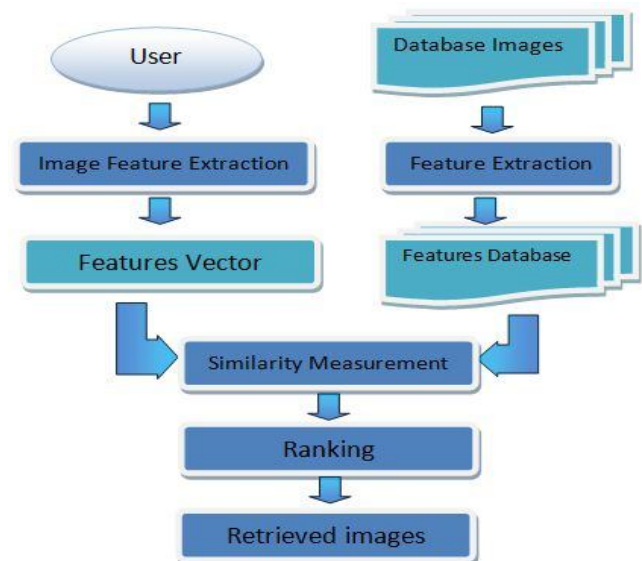 User
Database Images
Image Feature Extraction
Feature Extraction
Features Vector
Features Database
Similarity Measurement
Ranking
Retrieved images